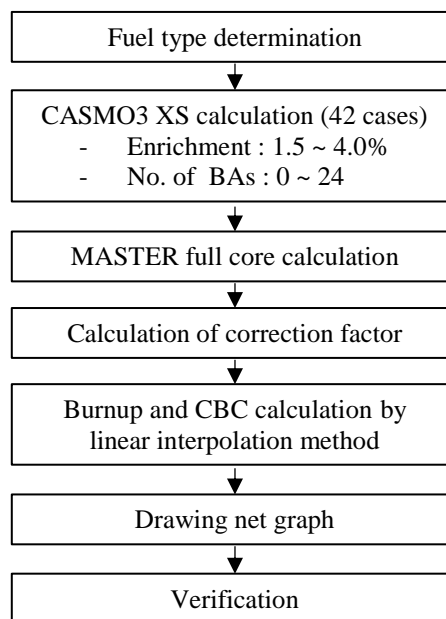 Fuel type determination
CASMO3 XS calculation (42 cases)
- Enrichment : 1.5 ~ 4.0%
- No. of BAs : 0 ~ 24
MASTER full core calculation
Calculation of correction factor
Burnup and CBC calculation by
linear interpolation method
Drawing net graph
Verification